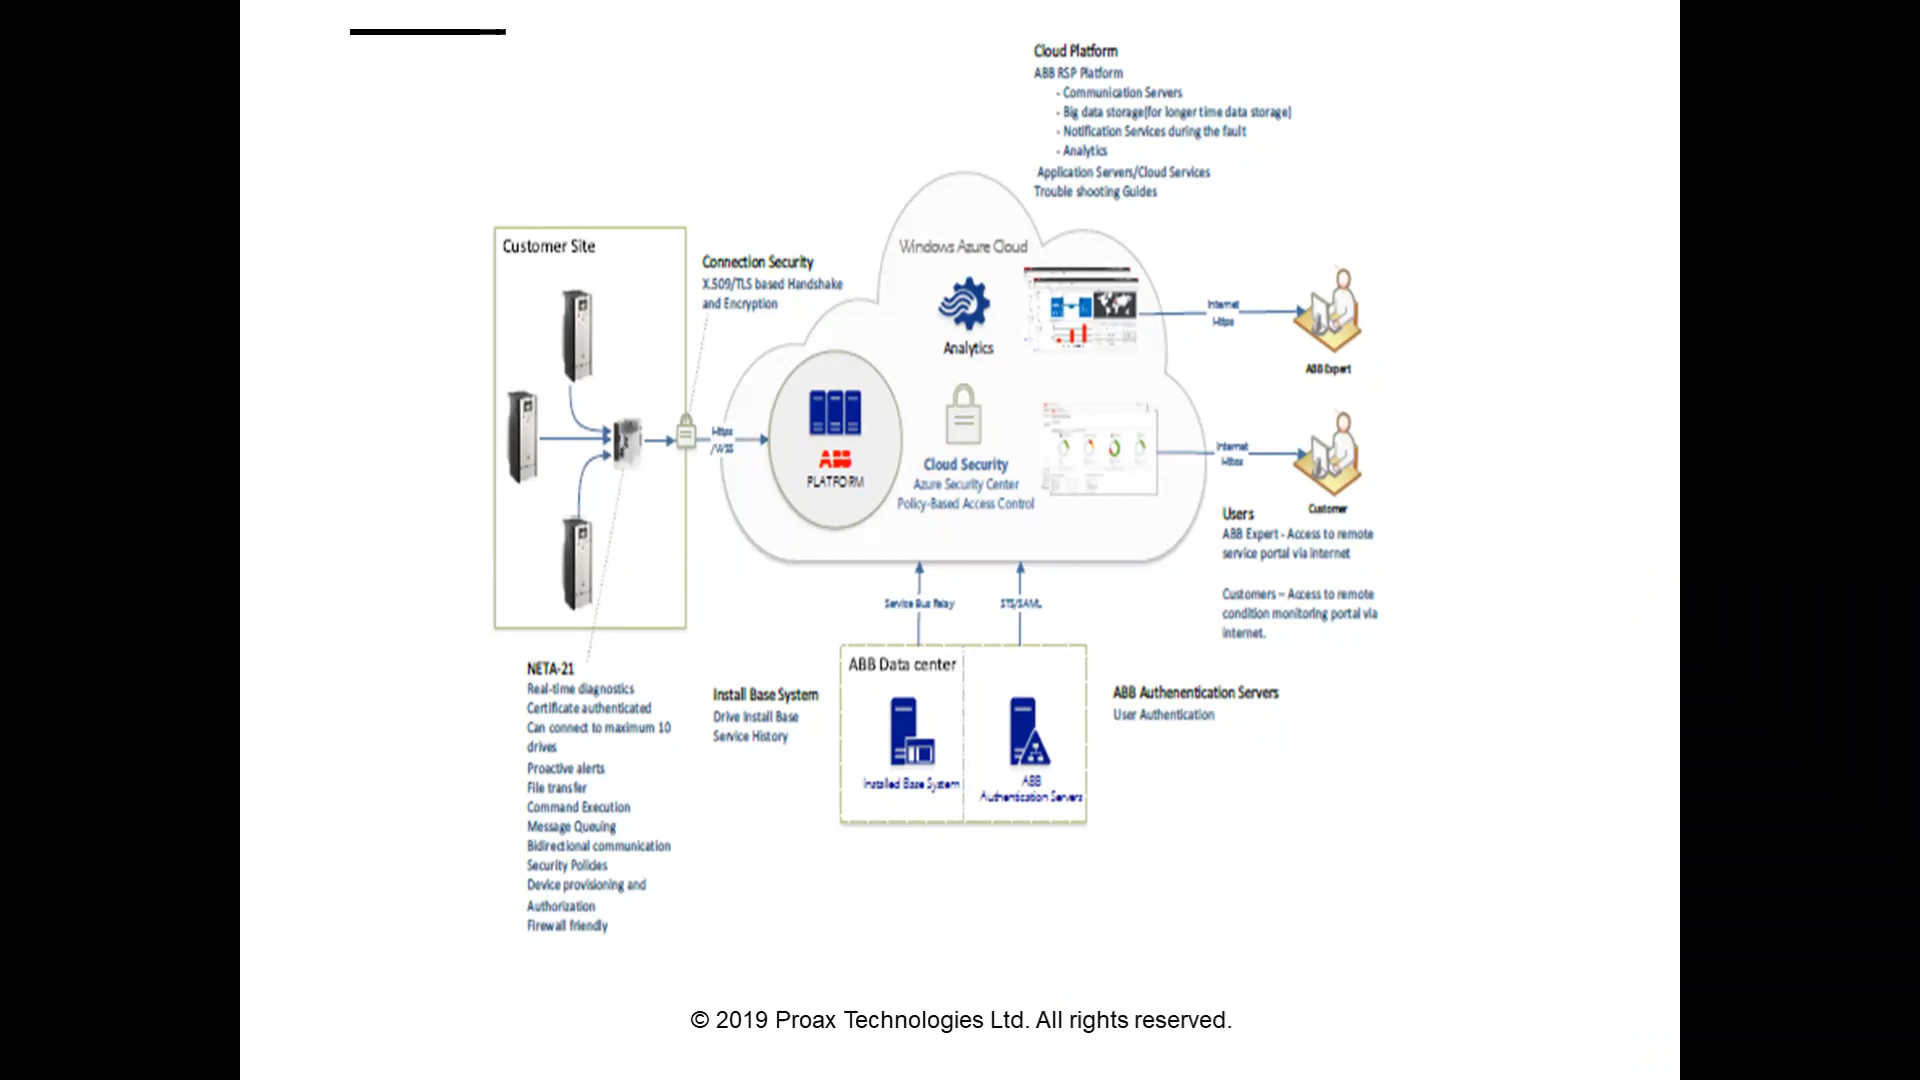 Cloud Platform
ABB RSP Platform
- Communication Servers
- Big data storage(for longer time data storage)
- Notification Services during the fault
- Analytics
Application Servers/Cloud Services
Trouble shooting Guides
Customer Site
Connection Security
X.509/TLS based Handshake
and Encryption
Windows Azure Cloud
Analytics
Internet
Https
ABB Expert
Https
/WSS
ABB
PLATFORM
Cloud Security
Azure Security Center
Policy-Based Access Control
Internet
Https
Customer
Users
ABB Expert - Access to remote
service portal via internet
Customers – Access to remote
condition monitoring portal via
internet.
Service Bus Relay
STS/SAML
NETA-21
Real-time diagnostics
Certificate authenticated
Can connect to maximum 10
drives
Proactive alerts
File transfer
Command Execution
Message Queuing
Bidirectional communication
Security Policies
Device provisioning and
Authorization
Firewall friendly
Install Base System
Drive Install Base
Service History
ABB Data center
Installed Base System
ABB
Authentication Servers
ABB Authenentication Servers
User Authentication
© 2019 Proax Technologies Ltd. All rights reserved.